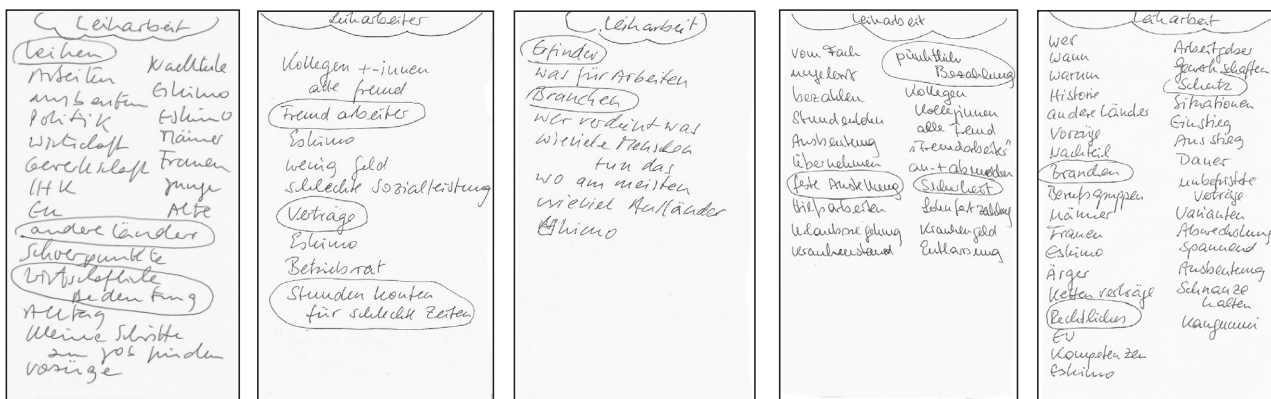 Leiharbeit
leihen
Arbeiten
ausbeuten
Politik
Wirtschaft
Gewerkschaft
IHK
EU
andere Länder
Schwerpunkte
Wirtschaftliche
Bedeutung
Alltag
kleine Schritte
zum Job finden
Vorzüge
Nachteile
Eskimo
Eskimo
Männer
Frauen
Junge
Alte
Leiharbeiter
Kollegen +-innen
alle fremd
Fremdarbeiter
Eskimo
wenig Geld
schlechte Sozialleistung
Verträge
Eskimo
Betriebsrat
Stunden konten
für schlechte Zeiten
Leiharbeit
Erfinder
was für Arbeiten
Branchen
wer verdient was
wieviele Menschen
tun das
wo am meisten
wieviel Ausländer
Eskimo
Leiharbeit
vom Fach
ungelernt
bezahlen
Stundenlohn
Ausbeutung
Übernehmen
feste Anstellung
Hilfsarbeiten
Urlaubsregelung
Krankenstand
pünktlich
Bezahlung
Kollegen
Kolleginnen
alle fremd
"Fremdarbeiter"
an-+abmelden
Sicherheit
Lohnfortzahlung
Krankengeld
Entlassung
Leiharbeit
wer
wann
warum
Historie
andere Länder
Vorzüge
Nachteil
Branchen
Berufsgruppen
Männer
Frauen
Eskimo
Ärger
Kettenverträge
Rechtliches
EU
Kompetenzen
Eskimo
Arbeitgeber
Gewerkschaften
Schutz
Situationen
Einstieg
Ausstieg
Dauer
unbefristete
Verträge
Varianten
Abwechslung
spannend
Ausbeutung
Schnauze
halten